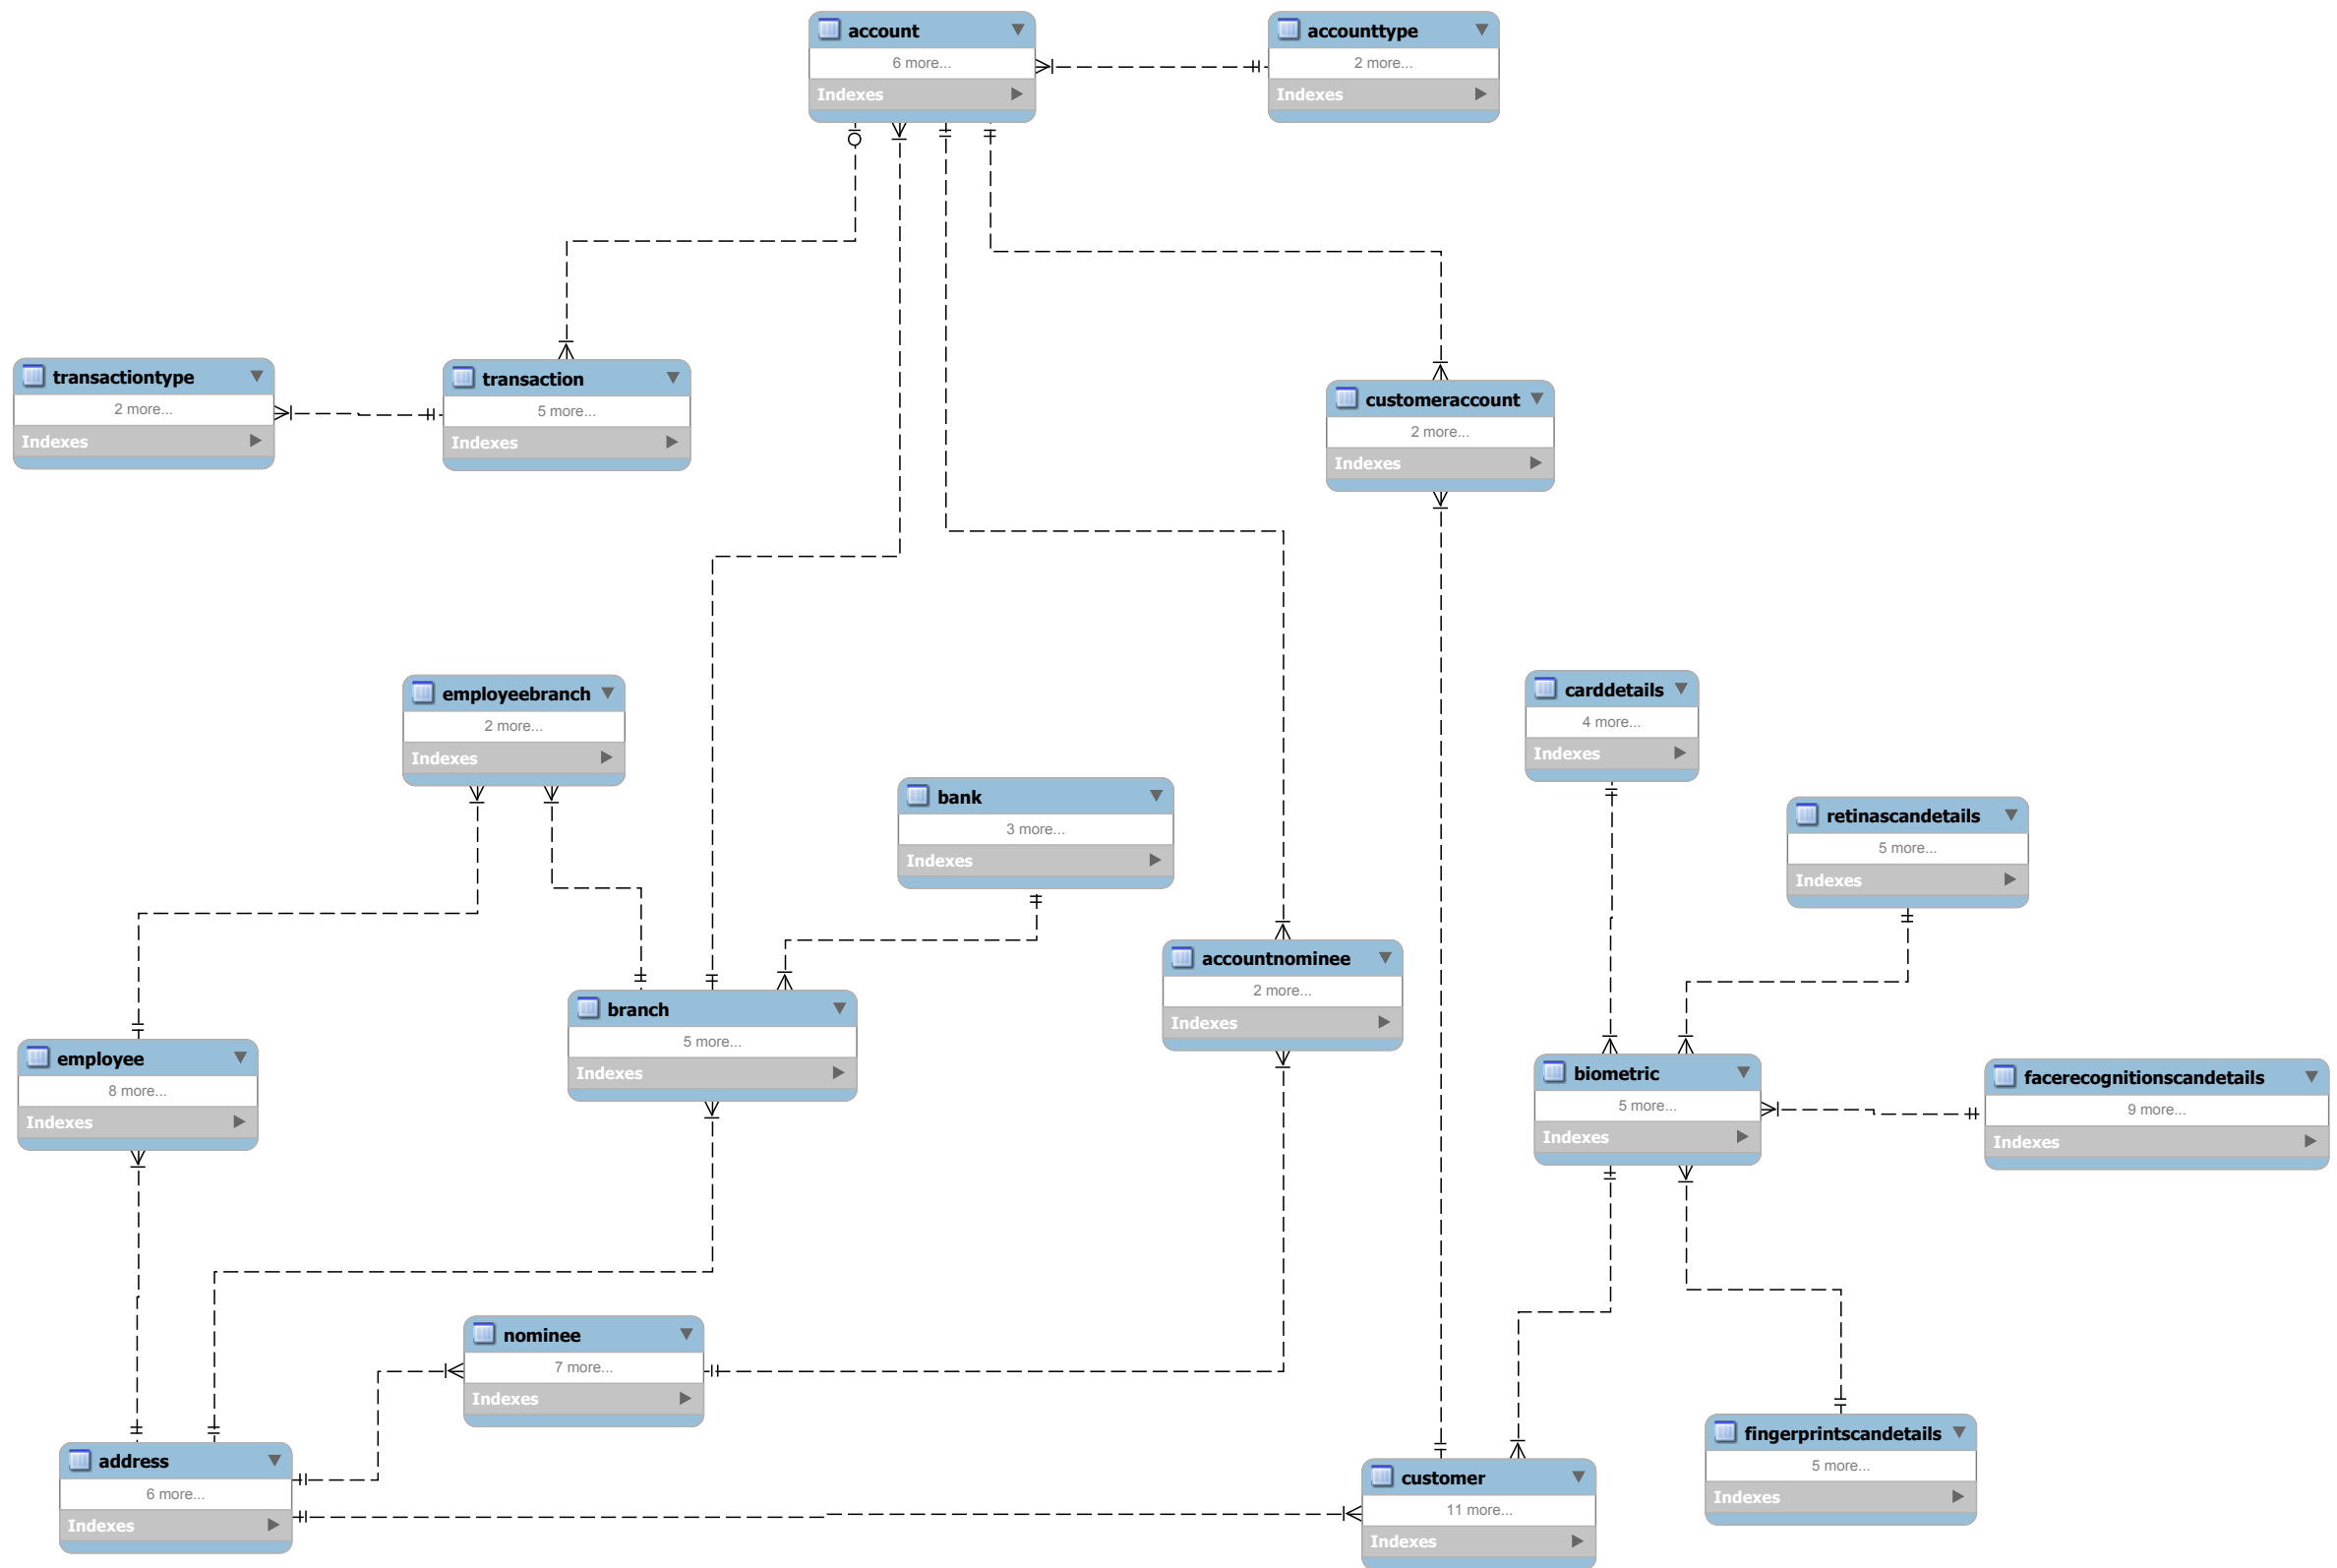 account
6 more...
Indexes
accounttype
2 more...
Indexes
transactiontype
2 more...
Indexes
transaction
5 more...
Indexes
customeraccount
2 more...
Indexes
employeebranch
2 more...
Indexes
carddetails
4 more...
Indexes
bank
3 more...
Indexes
retinascandetails
5 more...
Indexes
accountnominee
2 more...
Indexes
branch
5 more...
Indexes
employee
8 more...
Indexes
biometric
5 more...
Indexes
facerecognitionscandetails
9 more...
Indexes
nominee
7 more...
Indexes
fingerprintscandetails
5 more...
Indexes
address
6 more...
Indexes
customer
11 more...
Indexes